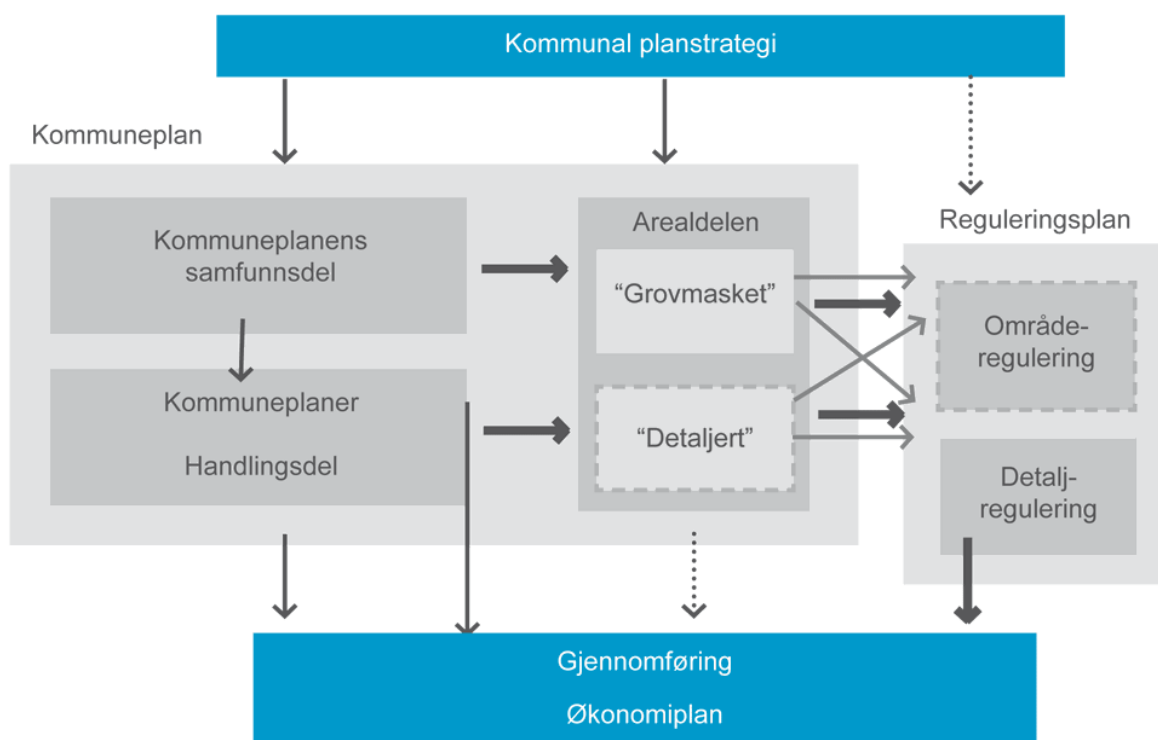 Kommunal planstrategi
Kommuneplan
Kommuneplanens
samfunnsdel
Kommuneplaner
Handlingsdel
Arealdelen
“Grovmasket”
“Detaljert”
Reguleringsplan
Område-
regulering
Detalj-
regulering
Gjennomføring
Økonomiplan